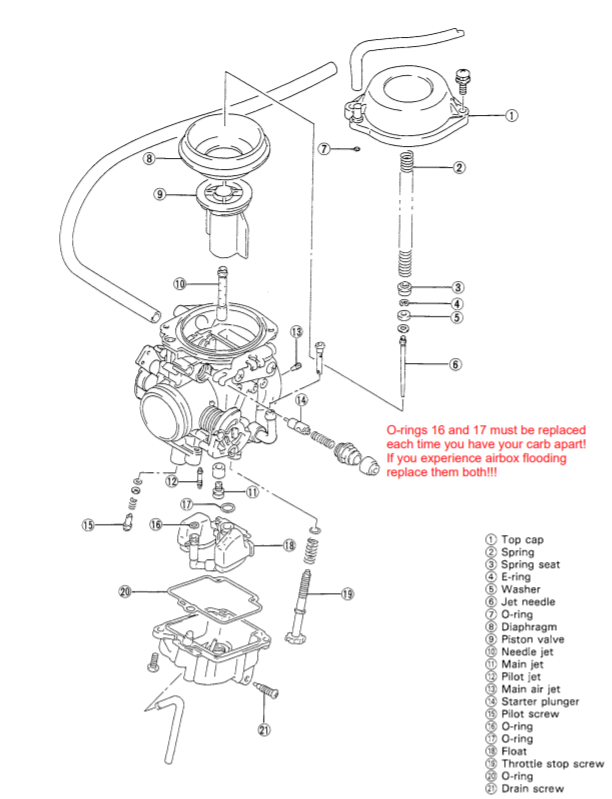 ①
②
⑧
⑦
⑨
③
⑩
④
⑤
⑬
⑥
⑭
O-rings 16 and 17 must be replaced
each time you have your carb apart!
If you experience airbox flooding
replace them both!!!
⑫
⑪
⑰
⑮
⑯
⑱
⑳
⑲
㉑
① Top cap
② Spring
③ Spring seat
④ E-ring
⑤ Washer
⑥ Jet needle
⑦ O-ring
⑧ Diaphragm
⑨ Piston valve
⑩ Needle jet
⑪ Main jet
⑫ Pilot jet
⑬ Main air jet
⑭ Starter plunger
⑮ Pilot screw
⑯ O-ring
⑰ O-ring
⑱ Float
⑲ Throttle stop screw
⑳ O-ring
㉑ Drain screw